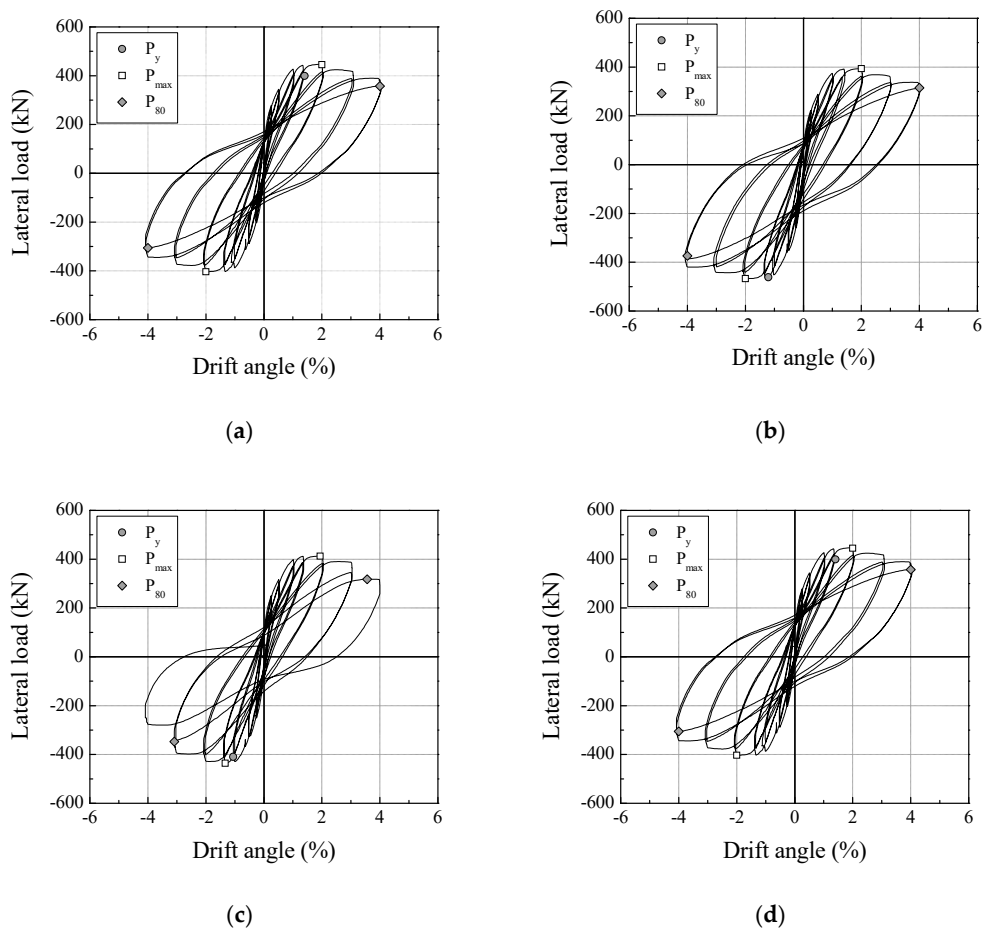 600
400
200
0
-200
-400
-600
Lateral load (kN)
P_y
P_max
P_80
-6 -4 -2 0 2 4 6
Drift angle (%)
(a)
600
400
200
0
-200
-400
-600
Lateral load (kN)
P_y
P_max
P_80
-6 -4 -2 0 2 4 6
Drift angle (%)
(b)
600
400
200
0
-200
-400
-600
Lateral load (kN)
P_y
P_max
P_80
-6 -4 -2 0 2 4 6
Drift angle (%)
(c)
600
400
200
0
-200
-400
-600
Lateral load (kN)
P_y
P_max
P_80
-6 -4 -2 0 2 4 6
Drift angle (%)
(d)